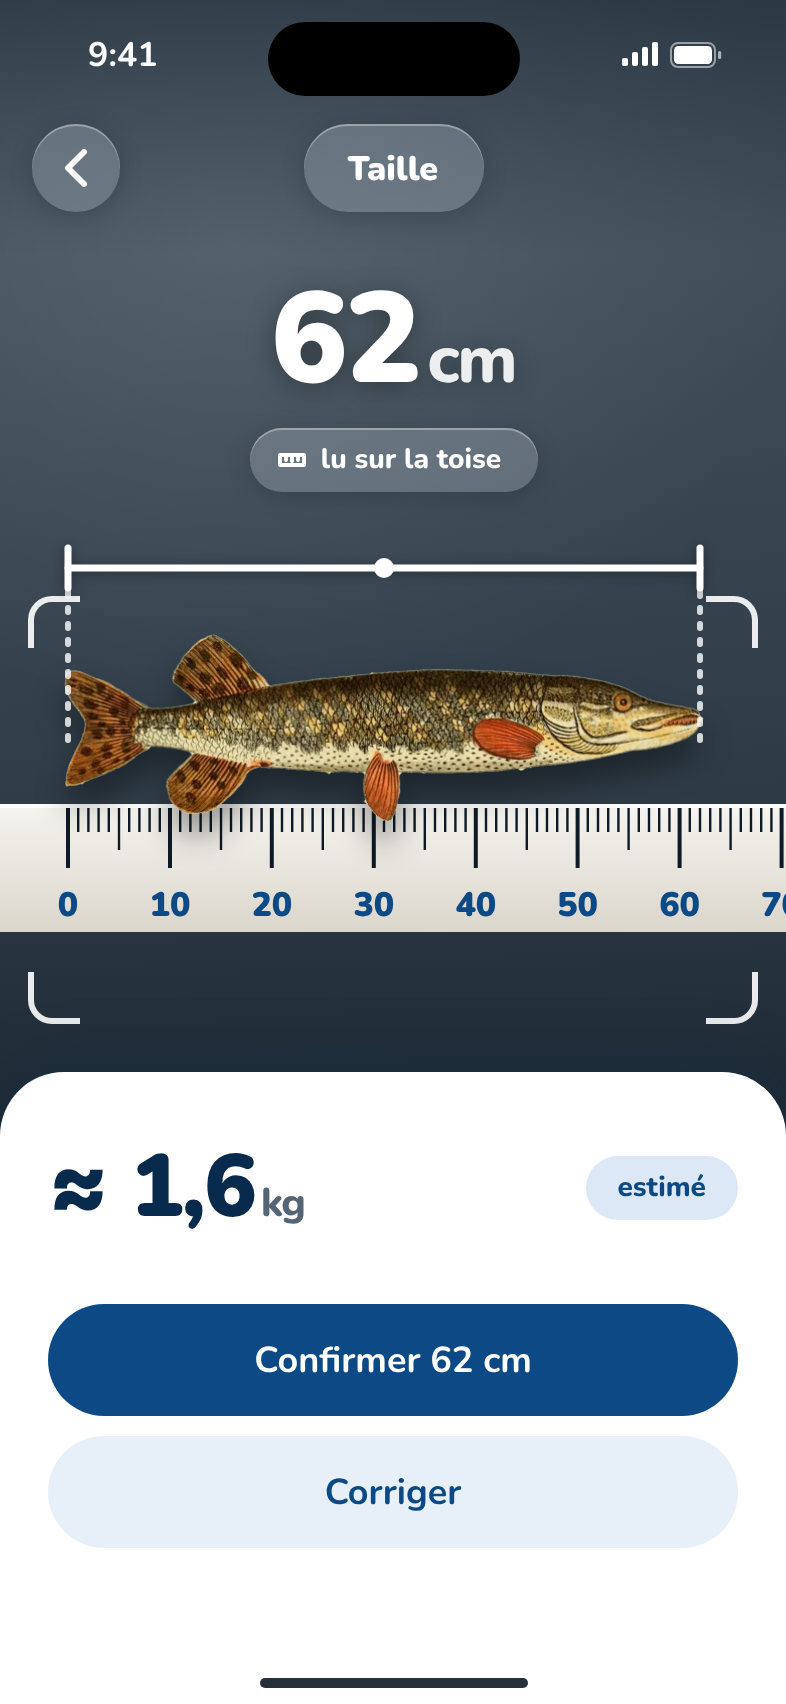 9:41
Taille
62 cm
lu sur la toise
0 10 20 30 40 50 60 70
≈ 1,6 kg
estimé
Confirmer 62 cm
Corriger